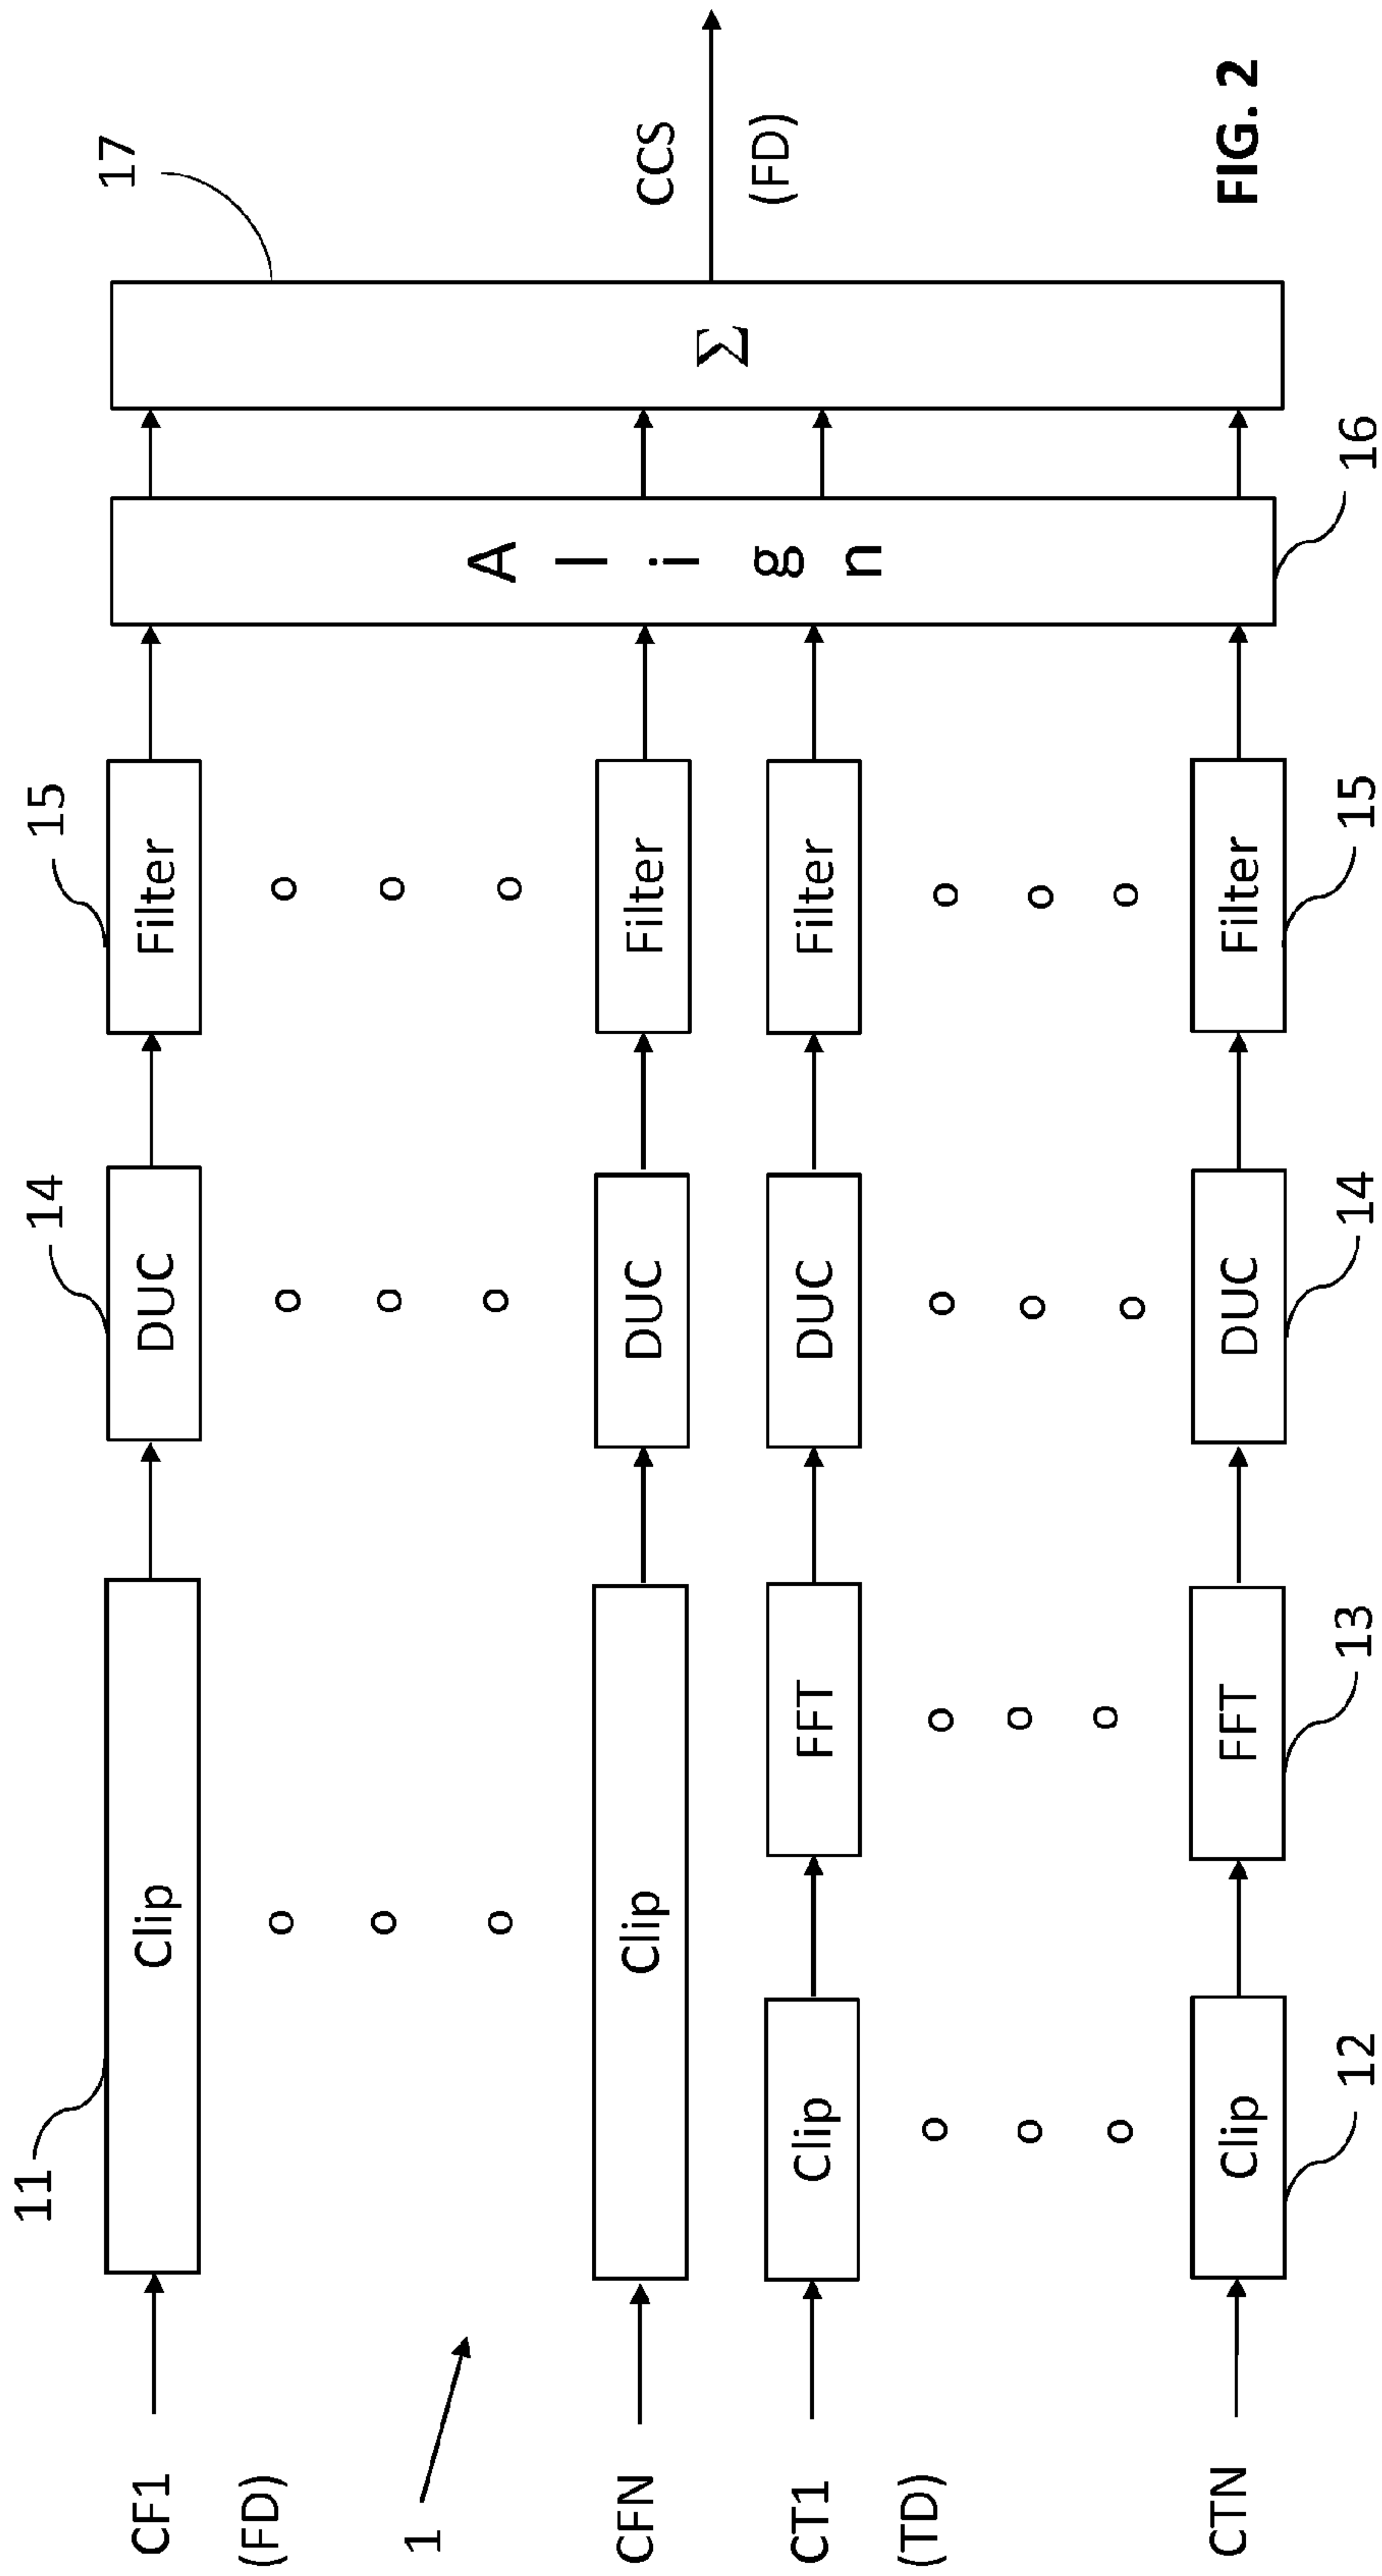 15
14
11
17
CF1
Clip
DUC
Filter
(FD)
1
A
l
i
g
n
Σ
CCS
(FD)
CFN
Clip
DUC
Filter
CT1
Clip
FFT
DUC
Filter
(TD)
CTN
Clip
FFT
DUC
Filter
12
13
14
15
16
FIG. 2